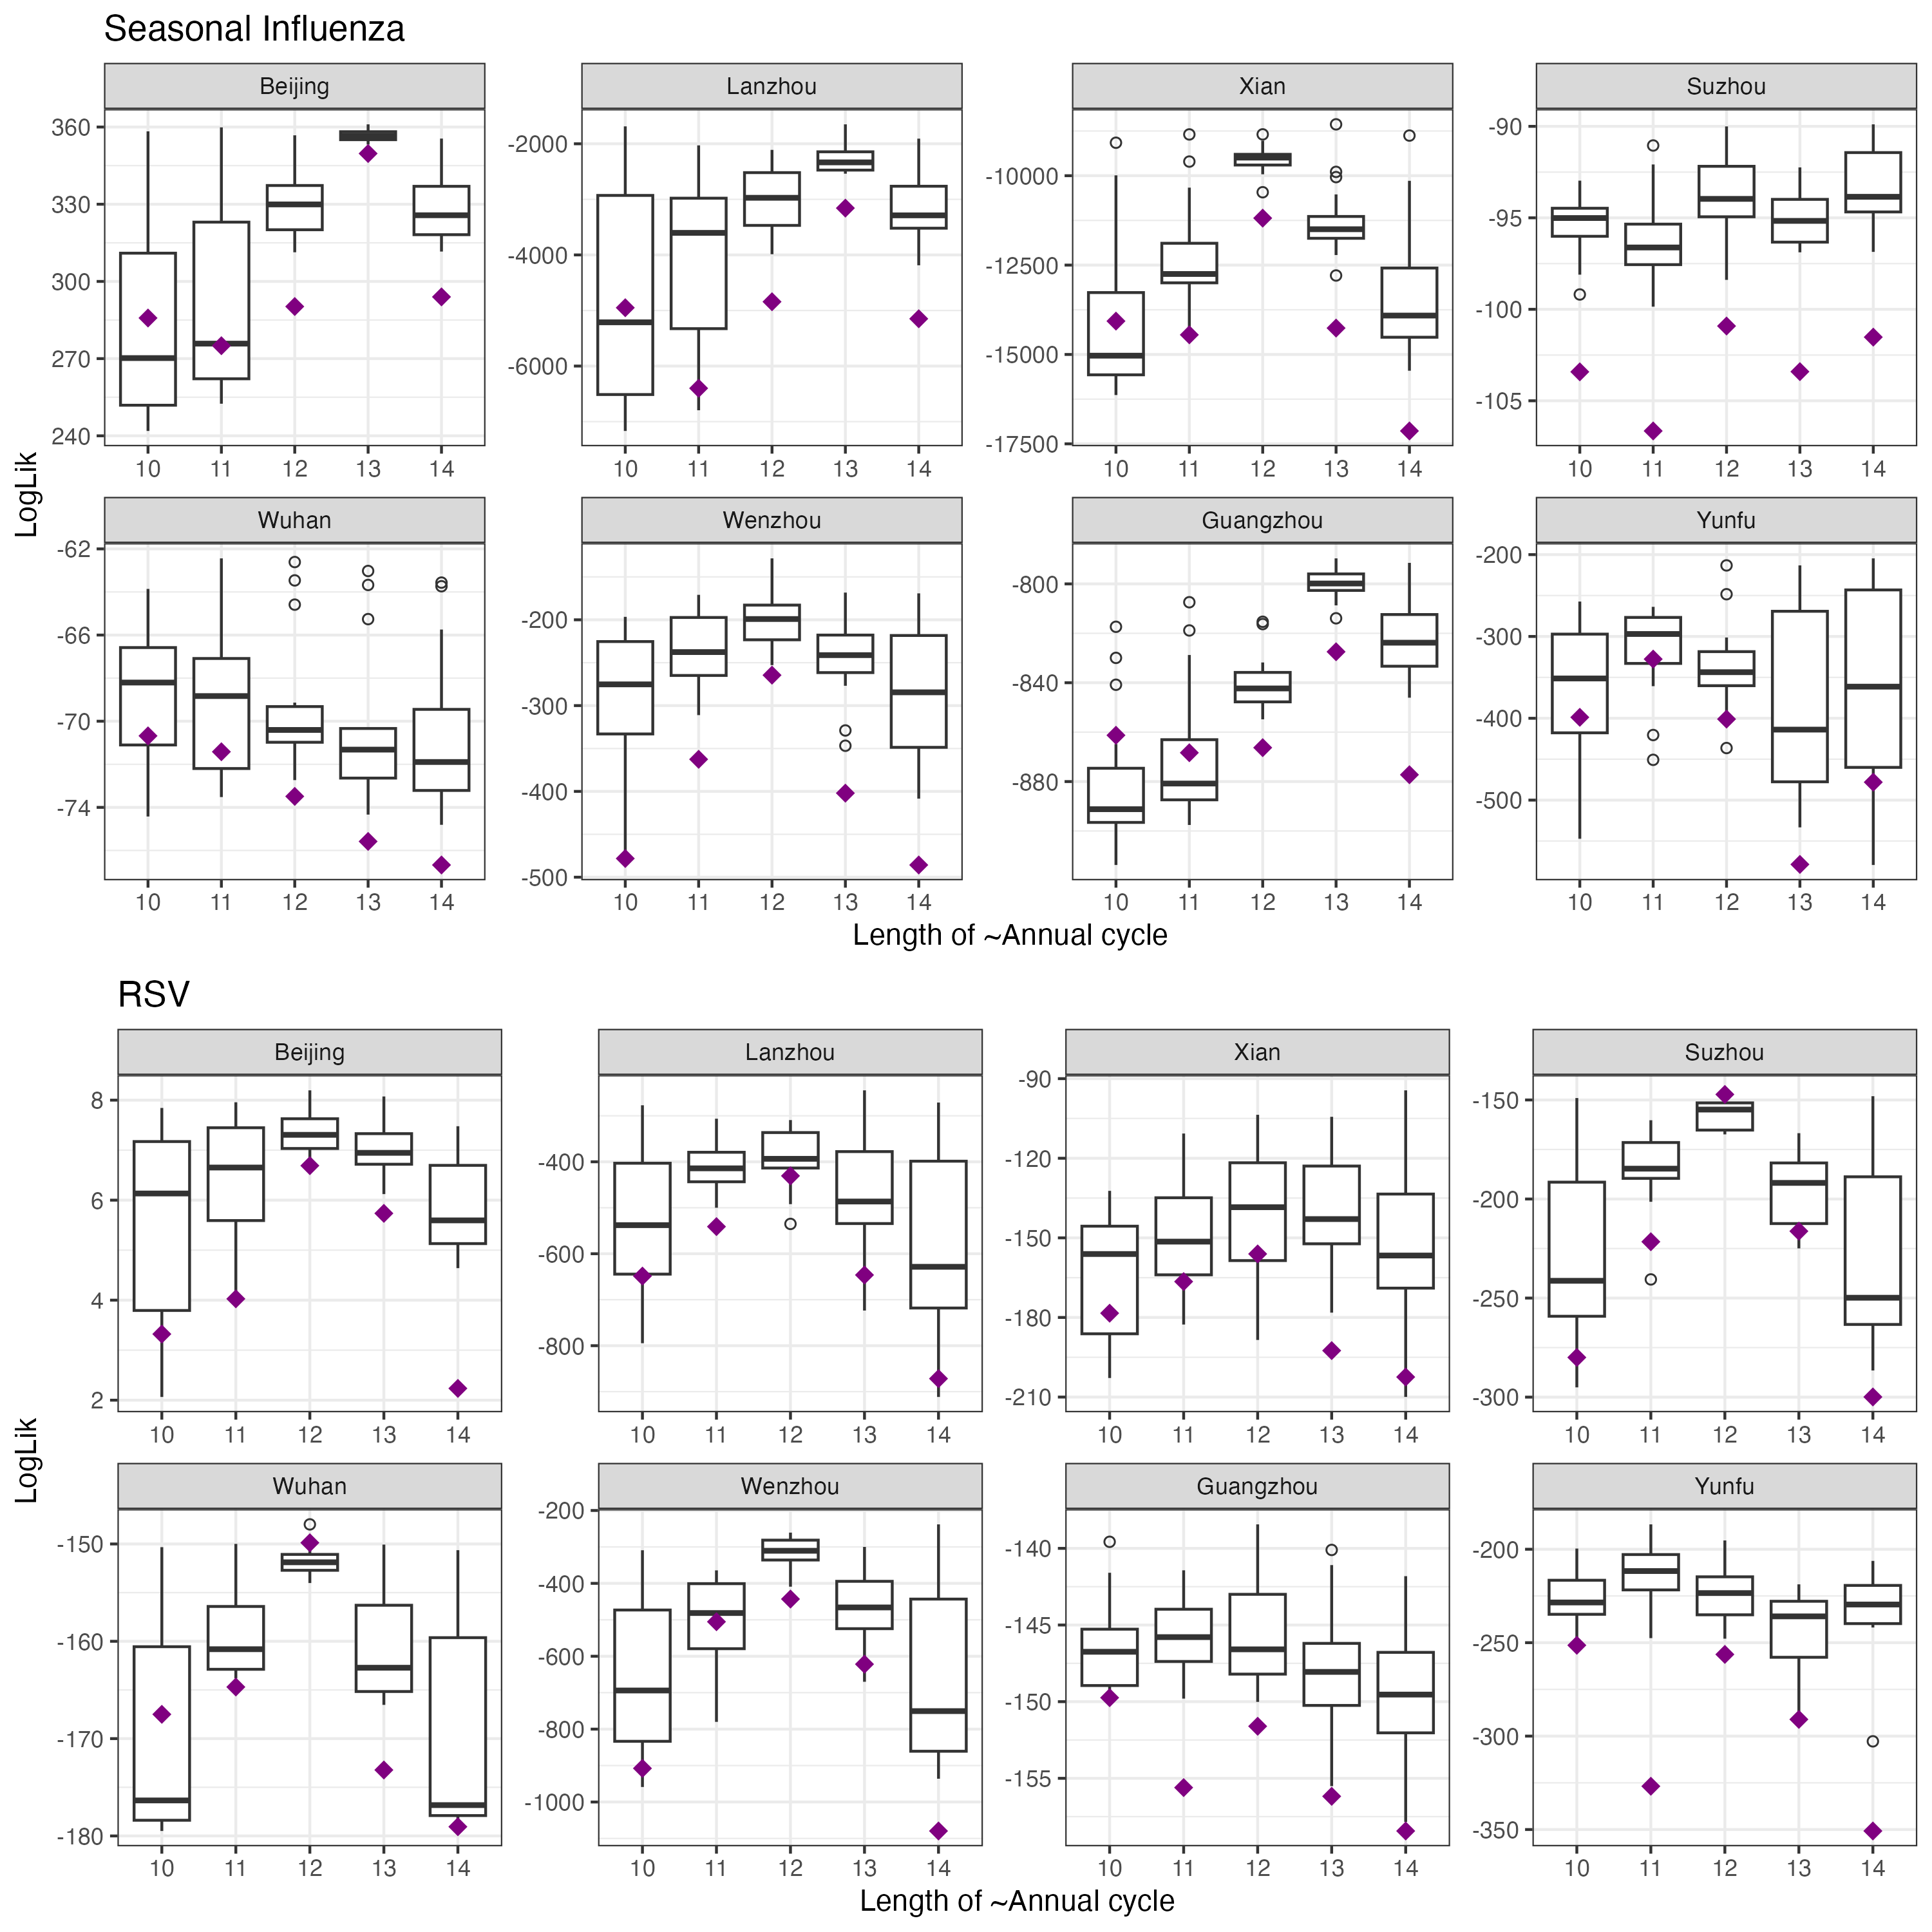 Seasonal Influenza
Beijing Lanzhou Xian Suzhou
360 330 300 270 240
-2000 -4000 -6000
-10000 -12500 -15000 -17500
-90 -95 -100 -105
10 11 12 13 14 10 11 12 13 14 10 11 12 13 14 10 11 12 13 14
LogLik
Wuhan Wenzhou Guangzhou Yunfu
-62 -66 -70 -74
-200 -300 -400 -500
-800 -840 -880
-200 -300 -400 -500
10 11 12 13 14 10 11 12 13 14 10 11 12 13 14 10 11 12 13 14
Length of ~Annual cycle
RSV
Beijing Lanzhou Xian Suzhou
8 6 4 2
-400 -600 -800
-90 -120 -150 -180 -210
-150 -200 -250 -300
10 11 12 13 14 10 11 12 13 14 10 11 12 13 14 10 11 12 13 14
LogLik
Wuhan Wenzhou Guangzhou Yunfu
-150 -160 -170 -180
-200 -400 -600 -800 -1000
-140 -145 -150 -155
-200 -250 -300 -350
10 11 12 13 14 10 11 12 13 14 10 11 12 13 14 10 11 12 13 14
Length of ~Annual cycle